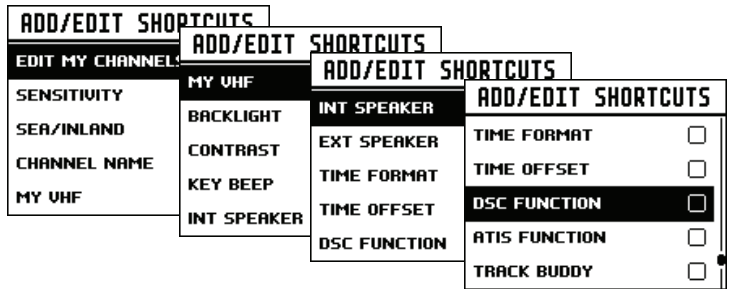 ADD/EDIT SHORTCUTS
EDIT MY CHANNELS
SENSITIVITY
SEA/INLAND
CHANNEL NAME
MY VHF
ADD/EDIT SHORTCUTS
MY VHF
BACKLIGHT
CONTRAST
KEY BEEP
INT SPEAKER
ADD/EDIT SHORTCUTS
INT SPEAKER
EXT SPEAKER
TIME FORMAT
TIME OFFSET
DSC FUNCTION
ADD/EDIT SHORTCUTS
TIME FORMAT
TIME OFFSET
DSC FUNCTION
ATIS FUNCTION
TRACK BUDDY